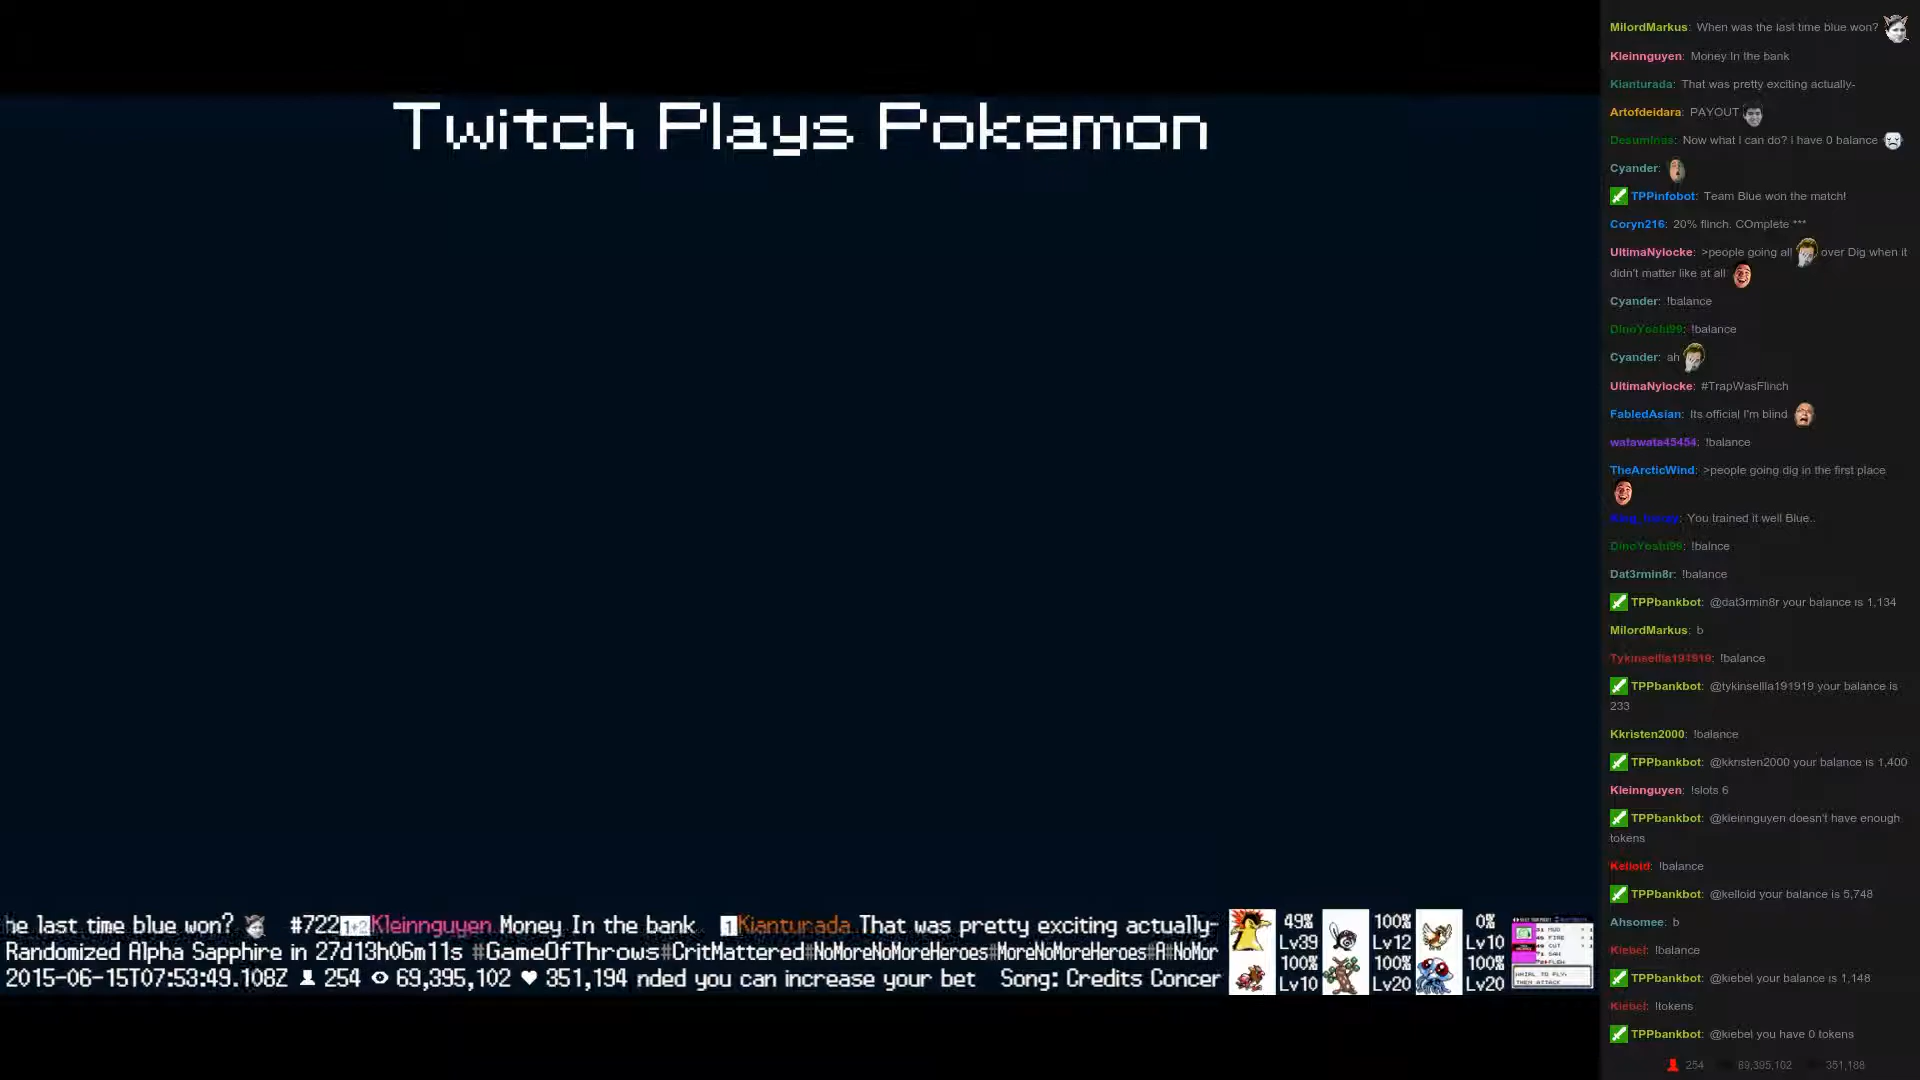 Twitch Plays Pokemon
he last time blue won? #722 1+2 Kleinnguyen Money In the bank 1 Kianturada That was pretty exciting actually-
Randomized Alpha Sapphire in 27d13h06m11s #GameOfThrows#CritMattered#NoMoreNoMoreHeroes#MoreNoMoreHeroes#A#NoMor
2015-06-15T07:53:49.108Z 254 69,395,102 351,194 nded you can increase your bet Song: Credits Concer
49% 100% 0%
Lv39 Lv12 Lv10
100% 100% 100%
Lv10 Lv20 Lv20
MilordMarkus: When was the last time blue won?
Kleinnguyen: Money In the bank
Kianturada: That was pretty exciting actually-
Artofdeidara: PAYOUT
Desuminas: Now what I can do? i have 0 balance
Cyander:
TPPinfobot: Team Blue won the match!
Coryn216: 20% flinch. COmplete ***
UltimaNylocke: >people going all over Dig when it
didn't matter like at all
Cyander: !balance
DinoYoshi99: !balance
Cyander: ah
UltimaNylocke: #TrapWasFlinch
FabledAsian: Its official I'm blind
watawata45454: !balance
TheArcticWind: >people going dig in the first place
You trained it well Blue..
DinoYoshi99: !balnce
Dat3rmin8r: !balance
TPPbankbot: @dat3rmin8r your balance is 1,134
MilordMarkus: b
Tykinsellla191919: !balance
TPPbankbot: @tykinsellla191919 your balance is
233
Kkristen2000: !balance
TPPbankbot: @kkristen2000 your balance is 1,400
Kleinnguyen: !slots 6
TPPbankbot: @kleinnguyen doesn't have enough
tokens
Kelloid: !balance
TPPbankbot: @kelloid your balance is 5,748
Ahsomee: b
Kiebel: !balance
TPPbankbot: @kiebel your balance is 1,148
Kiebel: !tokens
TPPbankbot: @kiebel you have 0 tokens
254 69,395,102 351,188